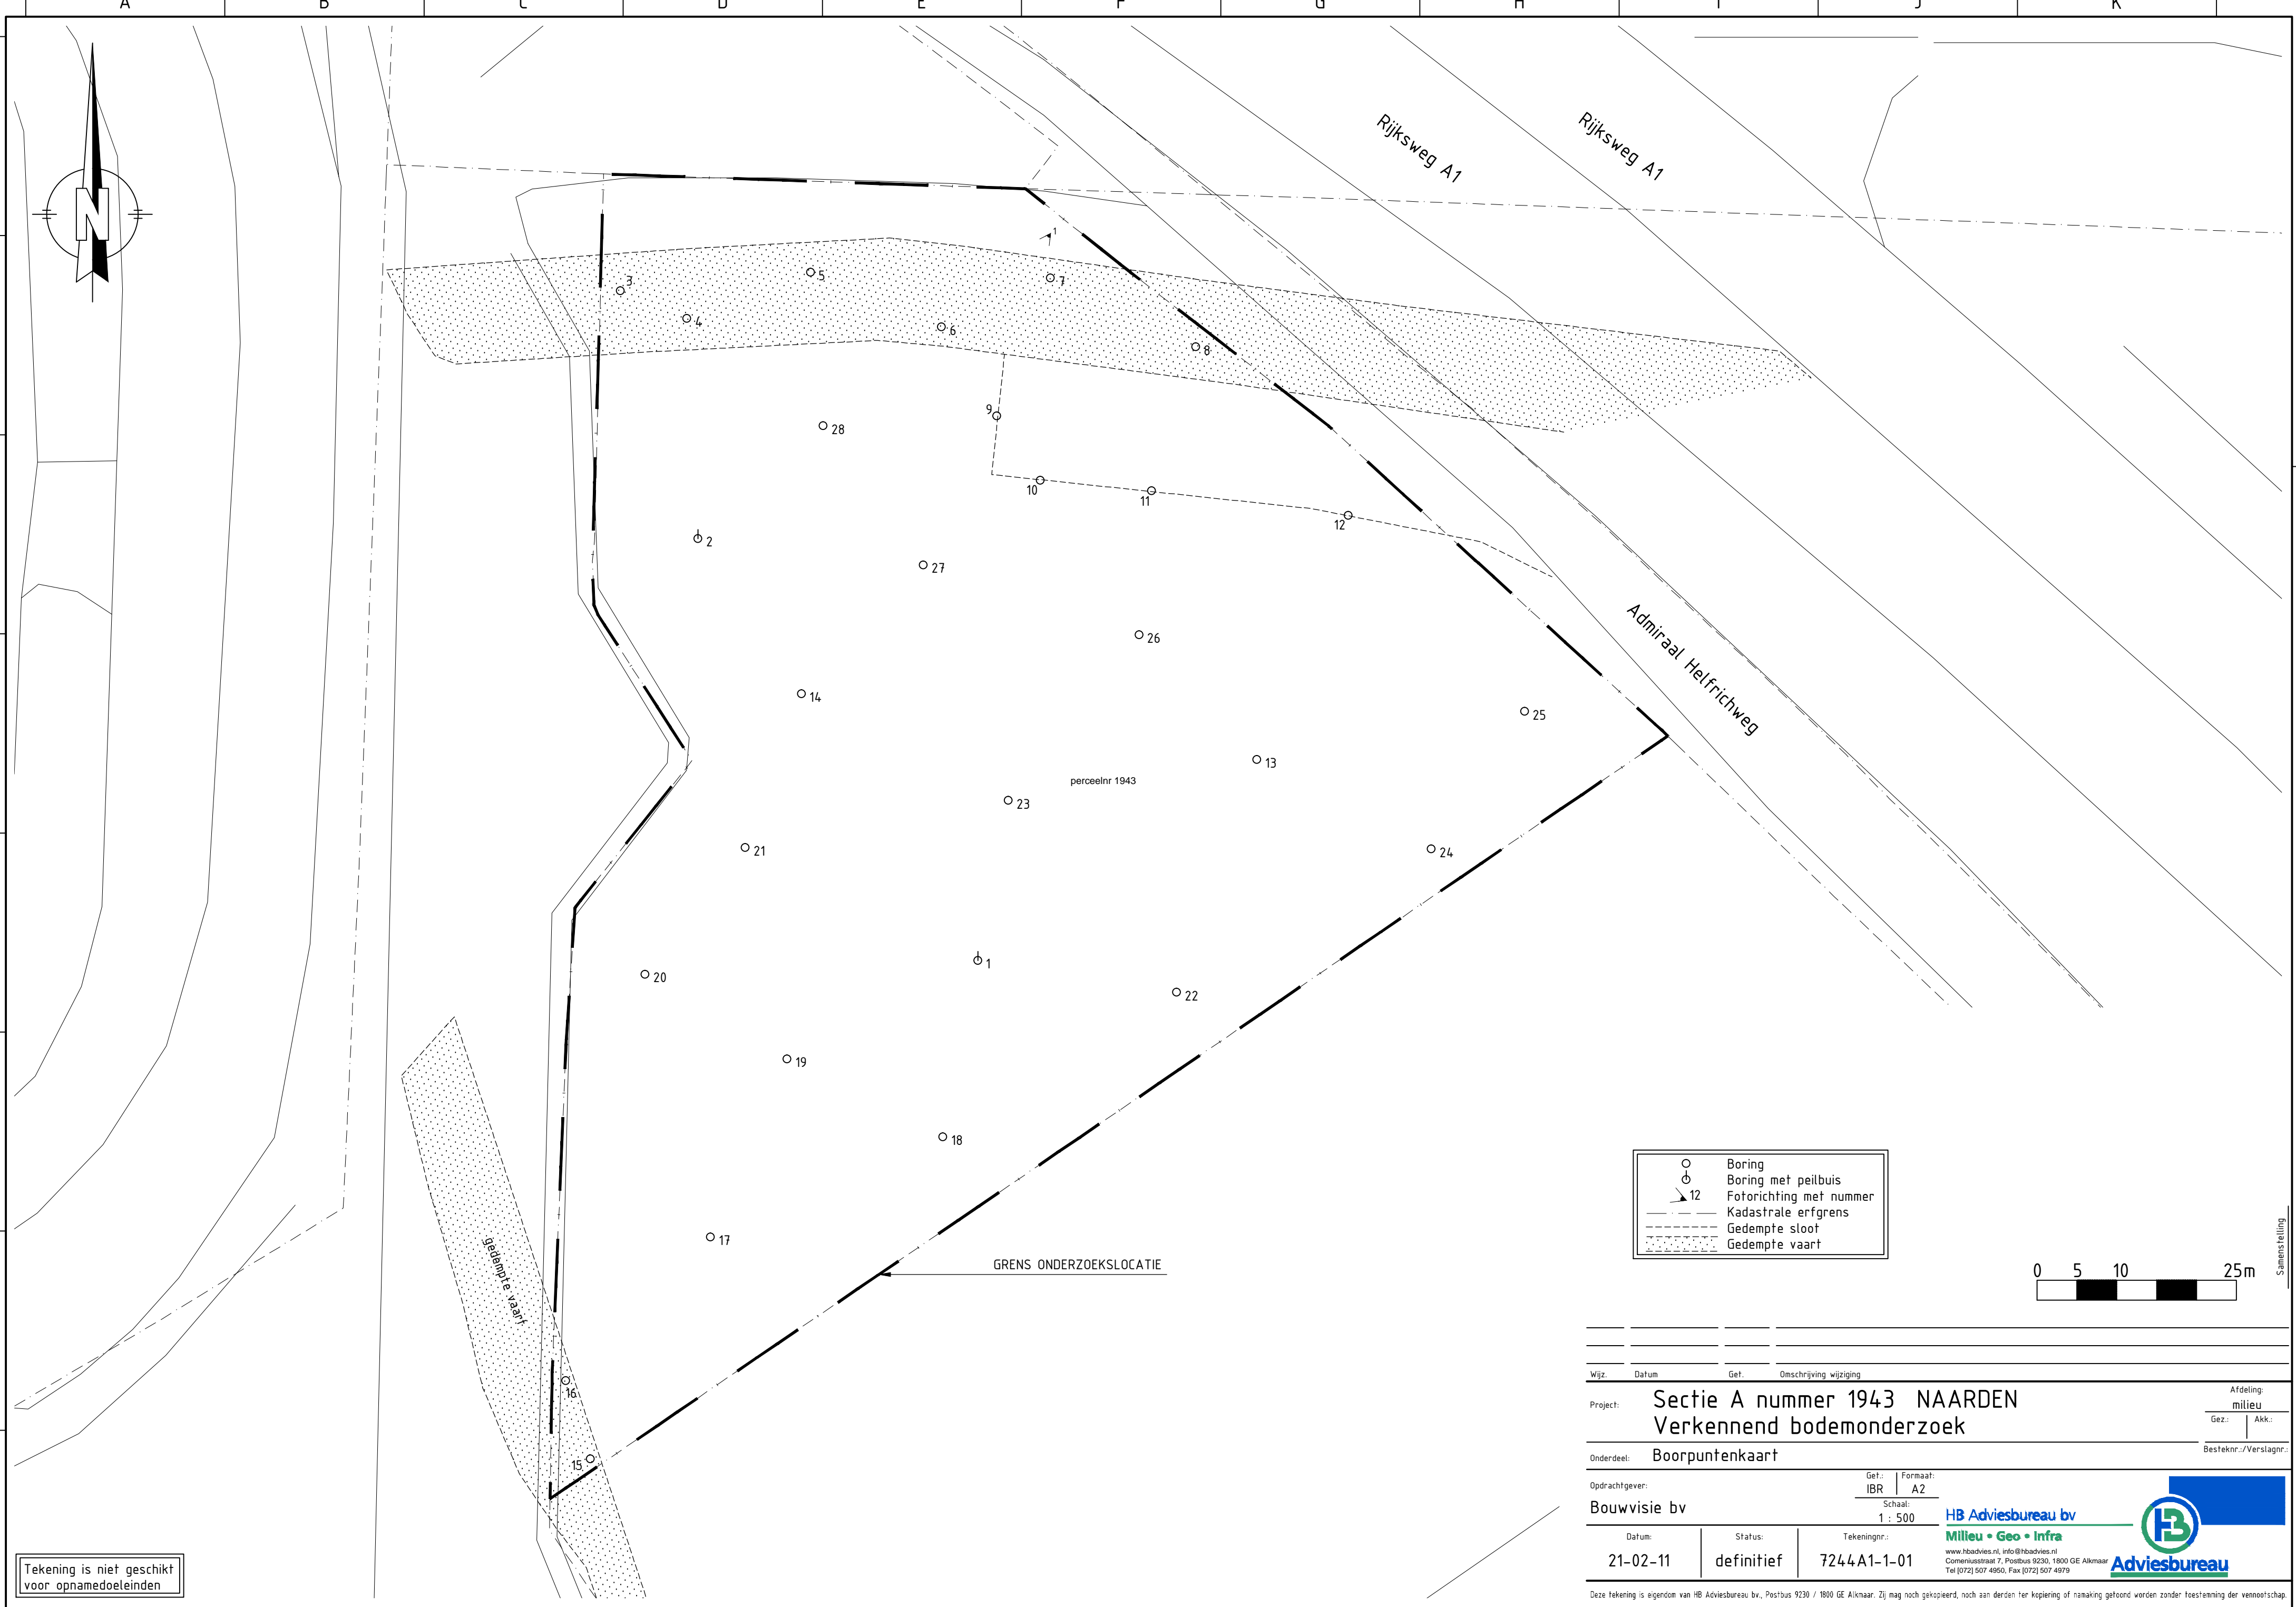 A B C D E F G H I J K
Rijksweg A1
Rijksweg A1
N
1
3
5
7
4
6
8
9
28
10
11
12
2
27
26
Admiraal Helfrichweg
14
25
13
perceelnr 1943
23
21
24
1
20
22
19
18
17
gedempte vaart
GRENS ONDERZOEKSLOCATIE
16
15
Boring
Boring met peilbuis
12 Fotorichting met nummer
Kadastrale erfgrens
Gedempte sloot
Gedempte vaart
Samenstelling
0 5 10 25m
Wijz. Datum Get. Omschrijving wijziging
Project: Sectie A nummer 1943 NAARDEN
Verkennend bodemonderzoek
Afdeling:
milieu
Gez.: Akk.:
Besteknr.:/Verslagnr.:
Onderdeel: Boorpuntenkaart
Opdrachtgever:
Bouwvisie bv
Get.: Formaat:
IBR A2
Schaal:
1 : 500
Datum: Status: Tekeningnr.:
21-02-11 definitief 7244A1-1-01
HB Adviesbureau bv
Milieu • Geo • Infra
www.hbadvies.nl, info@hbadvies.nl
Comeniusstraat 7, Postbus 9230, 1800 GE Alkmaar
Tel [072] 507 4950, Fax [072] 507 4979
HB
Adviesbureau
Tekening is niet geschikt
voor opnamedoeleinden
Deze tekening is eigendom van HB Adviesbureau bv., Postbus 9230 / 1800 GE Alkmaar. Zij mag noch gekopieerd, noch aan derden ter kopiering of namaking getoond worden zonder toestemming der vennootschap.